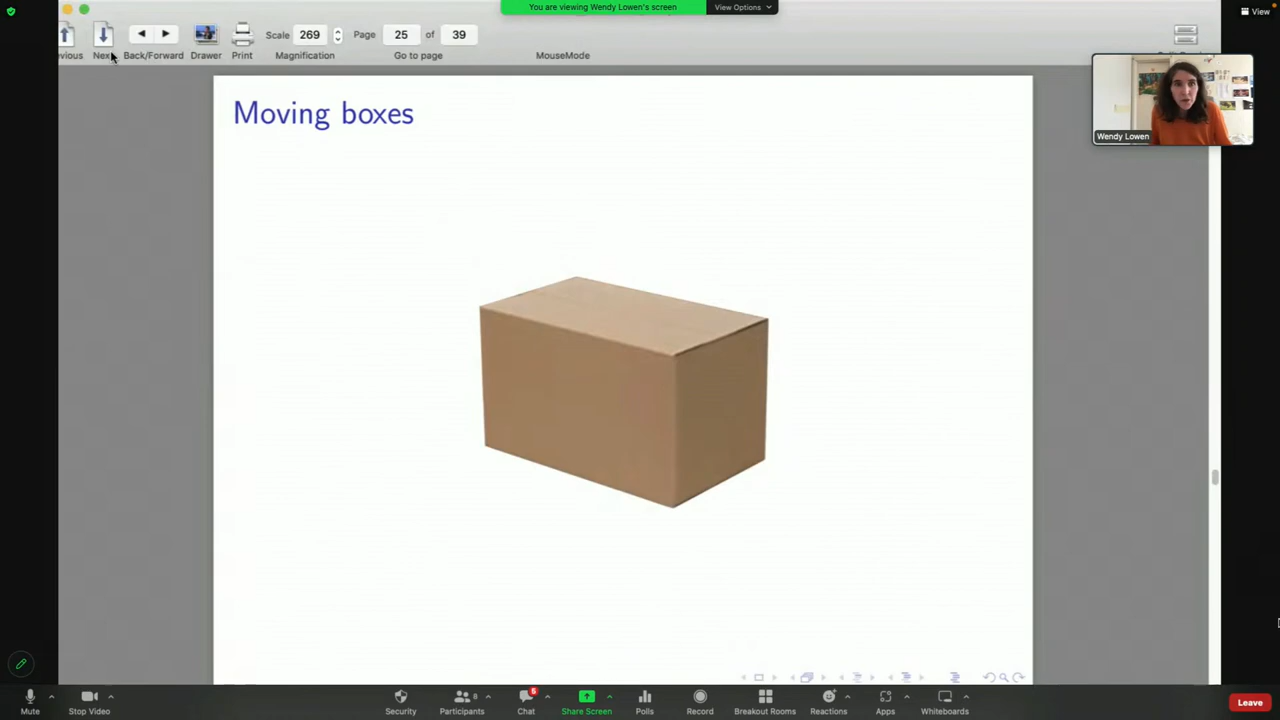 You are viewing Wendy Lowen's screen
View Options
View
Scale 269 Page 25 of 39
Next Back/Forward Drawer Print Magnification Go to page MouseMode
Wendy Lowen
Moving boxes
8
5
Mute Stop Video Security Participants Chat Share Screen Polls Record Breakout Rooms Reactions Apps Whiteboards Leave